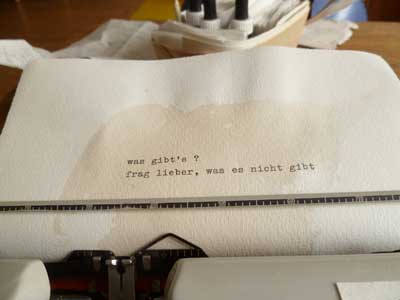 was gibt's ?
frag lieber, was es nicht gibt